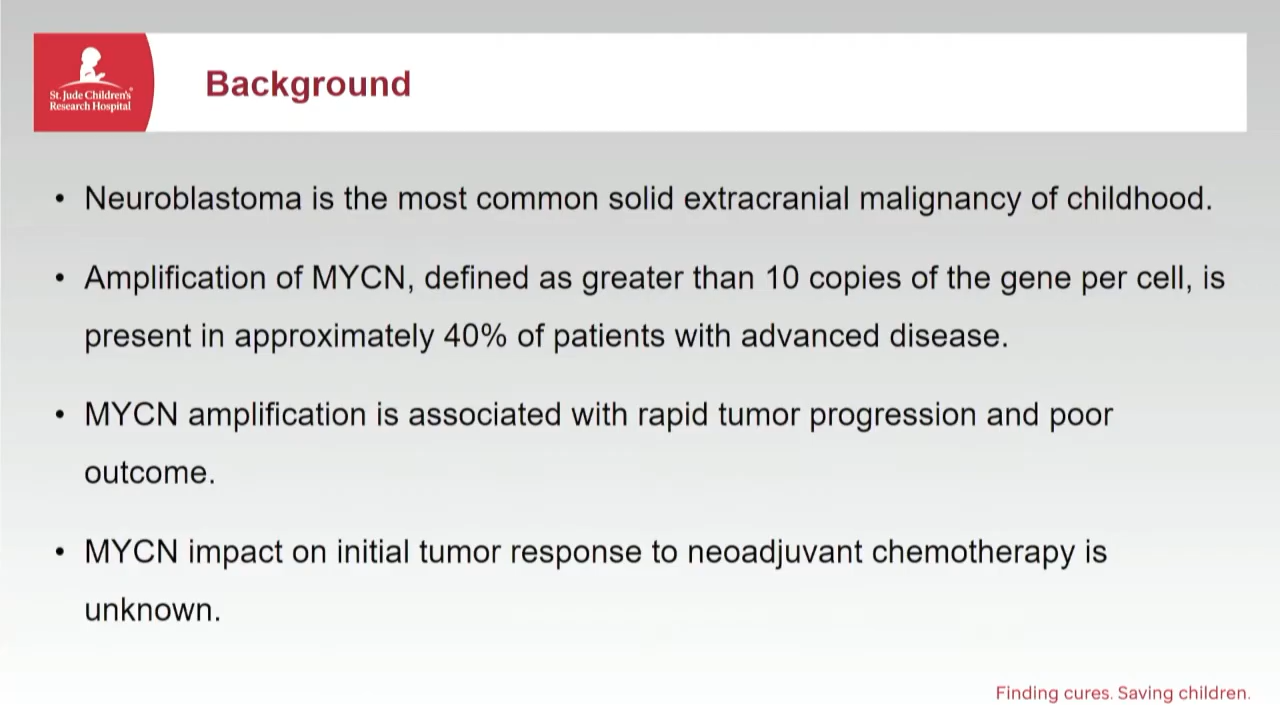 St. Jude Children's
Research Hospital
Background
• Neuroblastoma is the most common solid extracranial malignancy of childhood.
• Amplification of MYCN, defined as greater than 10 copies of the gene per cell, is
present in approximately 40% of patients with advanced disease.
• MYCN amplification is associated with rapid tumor progression and poor
outcome.
• MYCN impact on initial tumor response to neoadjuvant chemotherapy is
unknown.
Finding cures. Saving children.